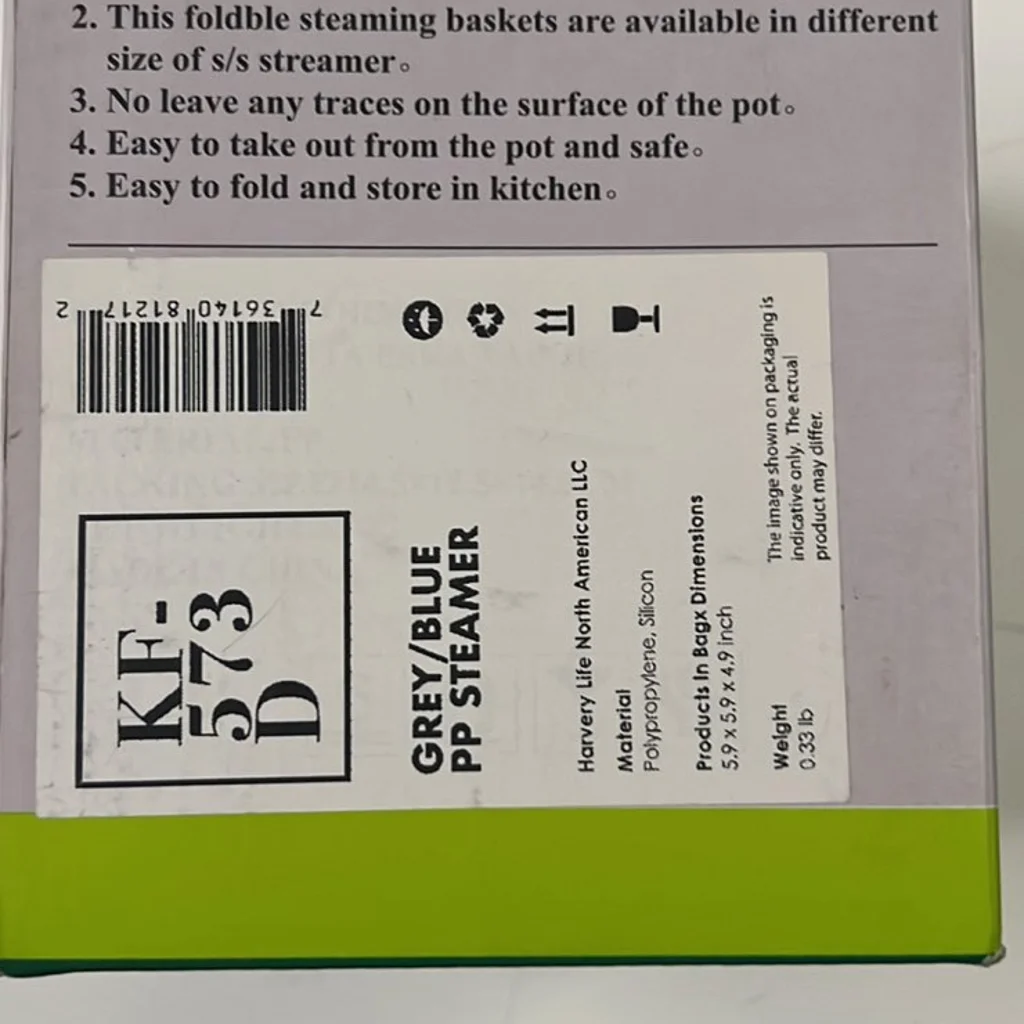 2. This foldble steaming baskets are available in different
size of s/s streamer。
3. No leave any traces on the surface of the pot。
4. Easy to take out from the pot and safe。
5. Easy to fold and store in kitchen。
7 36140 81217 2
KF-
573
D
GREY/BLUE
PP STEAMER
Harvery Life North American LLC
Material
Polypropylene, Silicon
Products In Bagx Dimensions
5.9 x 5.9 x 4.9 inch
Weight
0.33 lb
The image shown on packaging is
indicative only. The actual
product may differ.